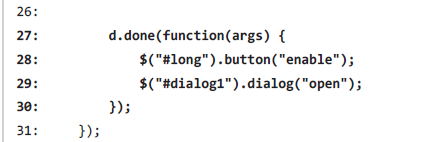 26:
27:         d.done(function(args) {
28:             $("#long").button("enable");
29:             $("#dialog1").dialog("open");
30:         });
31:     });